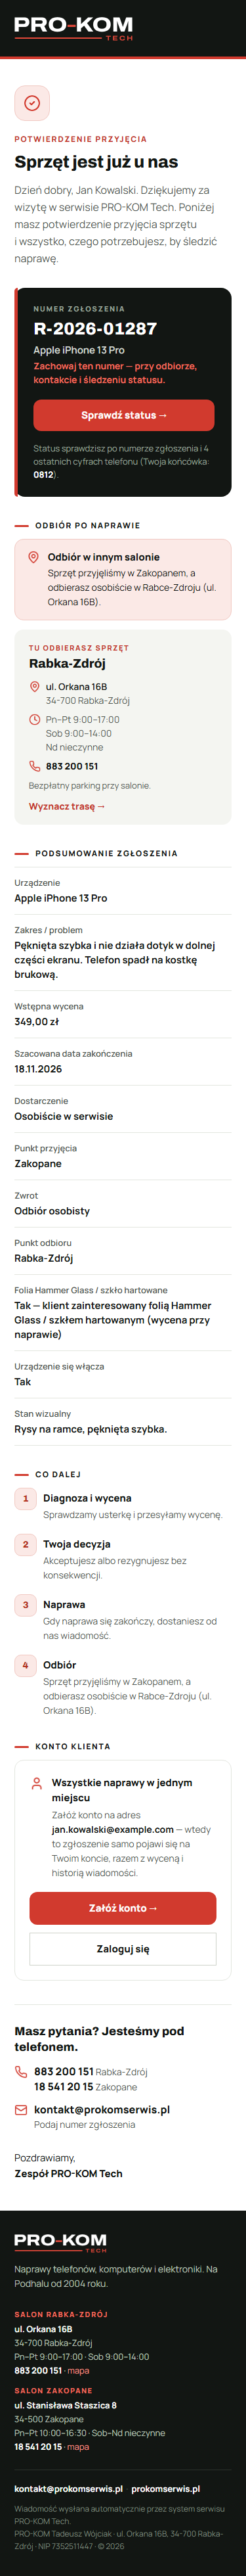 PRO-KOM
TECH
POTWIERDZENIE PRZYJĘCIA
Sprzęt jest już u nas
Dzień dobry, Jan Kowalski. Dziękujemy za
wizytę w serwisie PRO-KOM Tech. Poniżej
masz potwierdzenie przyjęcia sprzętu
i wszystko, czego potrzebujesz, by śledzić
naprawę.
NUMER ZGŁOSZENIA
R-2026-01287
Apple iPhone 13 Pro
Zachowaj ten numer — przy odbiorze,
kontakcie i śledzeniu statusu.
Sprawdź status →
Status sprawdzisz po numerze zgłoszenia i 4
ostatnich cyfrach telefonu (Twoja końcówka:
0812).
ODBIÓR PO NAPRAWIE
Odbiór w innym salonie
Sprzęt przyjęliśmy w Zakopanem, a
odbierasz osobiście w Rabce-Zdroju (ul.
Orkana 16B).
TU ODBIERASZ SPRZĘT
Rabka-Zdrój
ul. Orkana 16B
34-700 Rabka-Zdrój
Pn–Pt 9:00–17:00
Sob 9:00–14:00
Nd nieczynne
883 200 151
Bezpłatny parking przy salonie.
Wyznacz trasę →
PODSUMOWANIE ZGŁOSZENIA
Urządzenie
Apple iPhone 13 Pro
Zakres / problem
Pęknięta szybka i nie działa dotyk w dolnej
części ekranu. Telefon spadł na kostkę
brukową.
Wstępna wycena
349,00 zł
Szacowana data zakończenia
18.11.2026
Dostarczenie
Osobiście w serwisie
Punkt przyjęcia
Zakopane
Zwrot
Odbiór osobisty
Punkt odbioru
Rabka-Zdrój
Folia Hammer Glass / szkło hartowane
Tak — klient zainteresowany folią Hammer
Glass / szkłem hartowanym (wycena przy
naprawie)
Urządzenie się włącza
Tak
Stan wizualny
Rysy na ramce, pęknięta szybka.
CO DALEJ
1 Diagnoza i wycena
Sprawdzamy usterkę i przesyłamy wycenę.
2 Twoja decyzja
Akceptujesz albo rezygnujesz bez
konsekwencji.
3 Naprawa
Gdy naprawa się zakończy, dostaniesz od
nas wiadomość.
4 Odbiór
Sprzęt przyjęliśmy w Zakopanem, a
odbierasz osobiście w Rabce-Zdroju (ul.
Orkana 16B).
KONTO KLIENTA
Wszystkie naprawy w jednym
miejscu
Załóż konto na adres
jan.kowalski@example.com — wtedy
to zgłoszenie samo pojawi się na
Twoim koncie, razem z wyceną i
historią wiadomości.
Załóż konto →
Zaloguj się
Masz pytania? Jesteśmy pod
telefonem.
883 200 151 Rabka-Zdrój
18 541 20 15 Zakopane
kontakt@prokomserwis.pl
Podaj numer zgłoszenia
Pozdrawiamy,
Zespół PRO-KOM Tech
PRO-KOM
TECH
Naprawy telefonów, komputerów i elektroniki. Na
Podhalu od 2004 roku.
SALON RABKA-ZDRÓJ
ul. Orkana 16B
34-700 Rabka-Zdrój
Pn–Pt 9:00–17:00 · Sob 9:00–14:00
883 200 151 · mapa
SALON ZAKOPANE
ul. Stanisława Staszica 8
34-500 Zakopane
Pn–Pt 10:00–16:30 · Sob–Nd nieczynne
18 541 20 15 · mapa
kontakt@prokomserwis.pl · prokomserwis.pl
Wiadomość wysłana automatycznie przez system serwisu
PRO-KOM Tech.
PRO-KOM Tadeusz Wójciak · ul. Orkana 16B, 34-700 Rabka-
Zdrój · NIP 7352511447 · © 2026